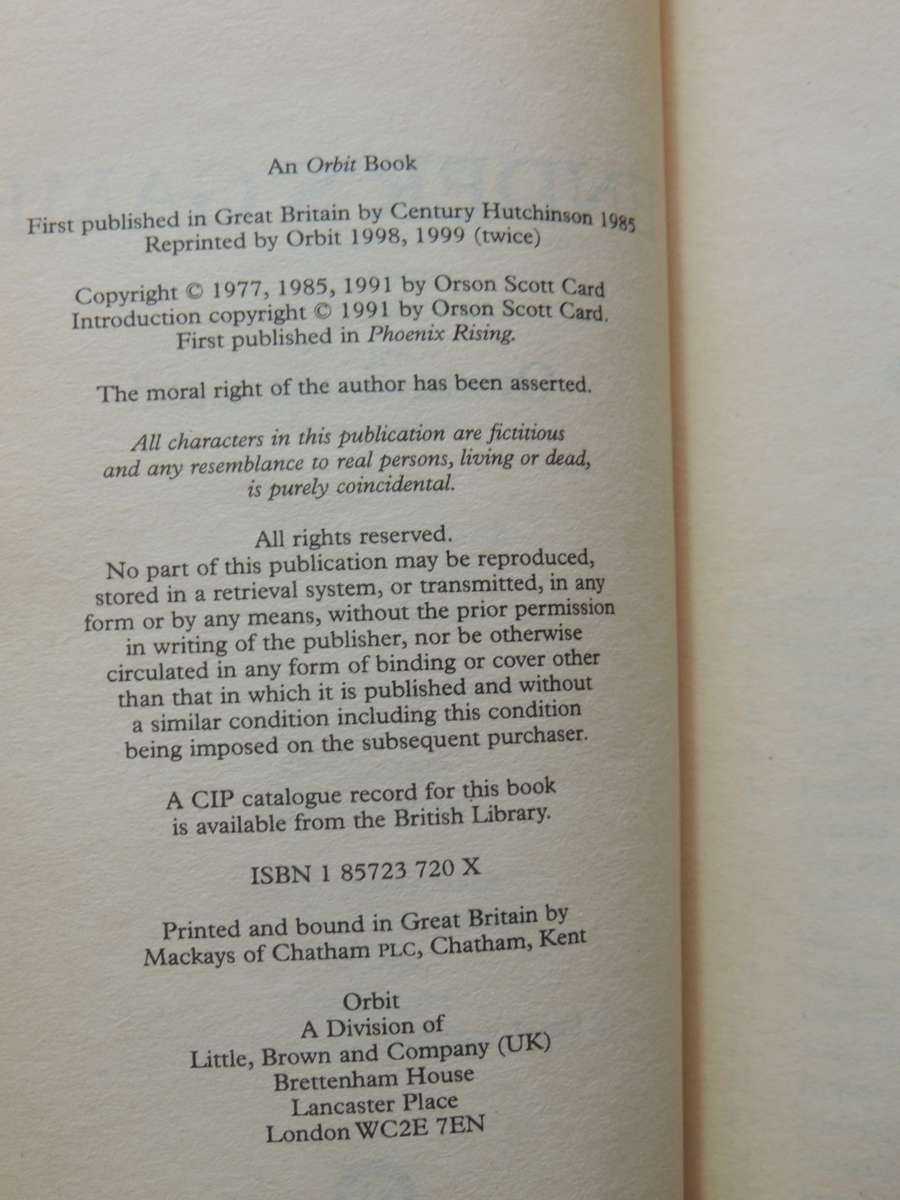 An Orbit Book
First published in Great Britain by Century Hutchinson 1985
Reprinted by Orbit 1998, 1999 (twice)
Copyright © 1977, 1985, 1991 by Orson Scott Card
Introduction copyright © 1991 by Orson Scott Card.
First published in Phoenix Rising.
The moral right of the author has been asserted.
All characters in this publication are fictitious
and any resemblance to real persons, living or dead,
is purely coincidental.
All rights reserved.
No part of this publication may be reproduced,
stored in a retrieval system, or transmitted, in any
form or by any means, without the prior permission
in writing of the publisher, nor be otherwise
circulated in any form of binding or cover other
than that in which it is published and without
a similar condition including this condition
being imposed on the subsequent purchaser.
A CIP catalogue record for this book
is available from the British Library.
ISBN 1 85723 720 X
Printed and bound in Great Britain by
Mackays of Chatham PLC, Chatham, Kent
Orbit
A Division of
Little, Brown and Company (UK)
Brettenham House
Lancaster Place
London WC2E 7EN